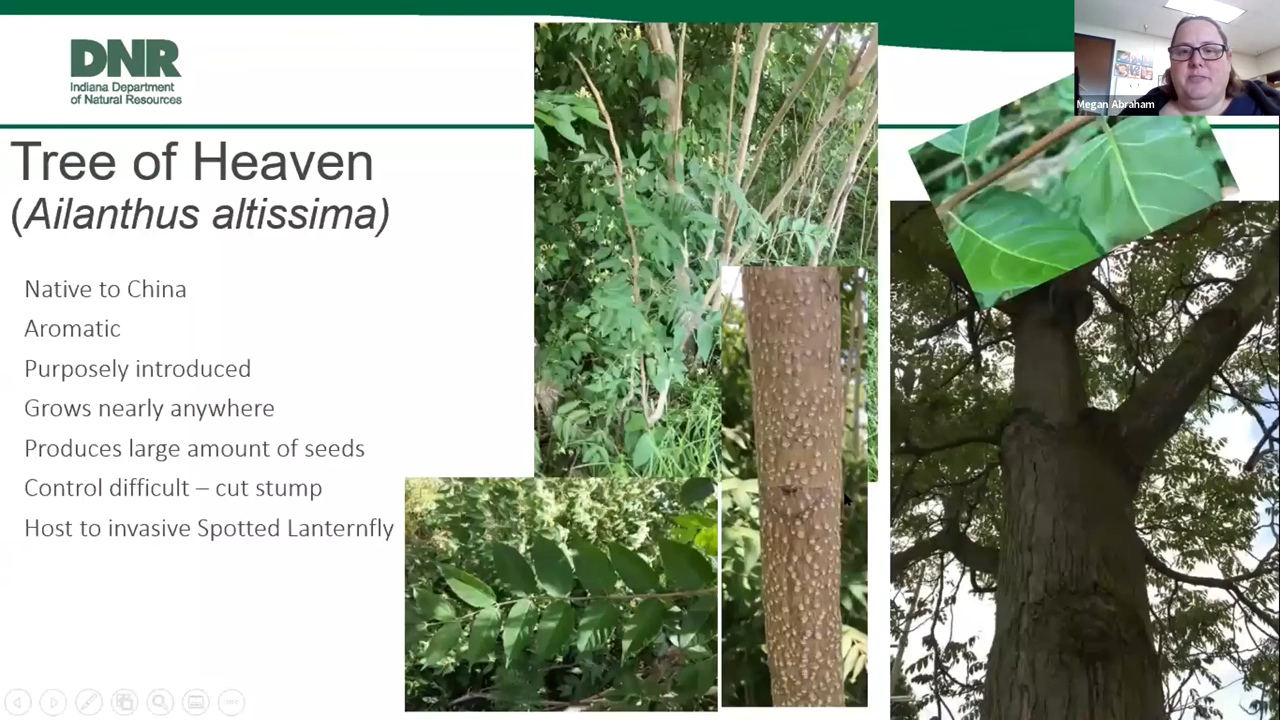 DNR
Indiana Department
of Natural Resources
Megan Abraham
Tree of Heaven
(Ailanthus altissima)
Native to China
Aromatic
Purposely introduced
Grows nearly anywhere
Produces large amount of seeds
Control difficult – cut stump
Host to invasive Spotted Lanternfly